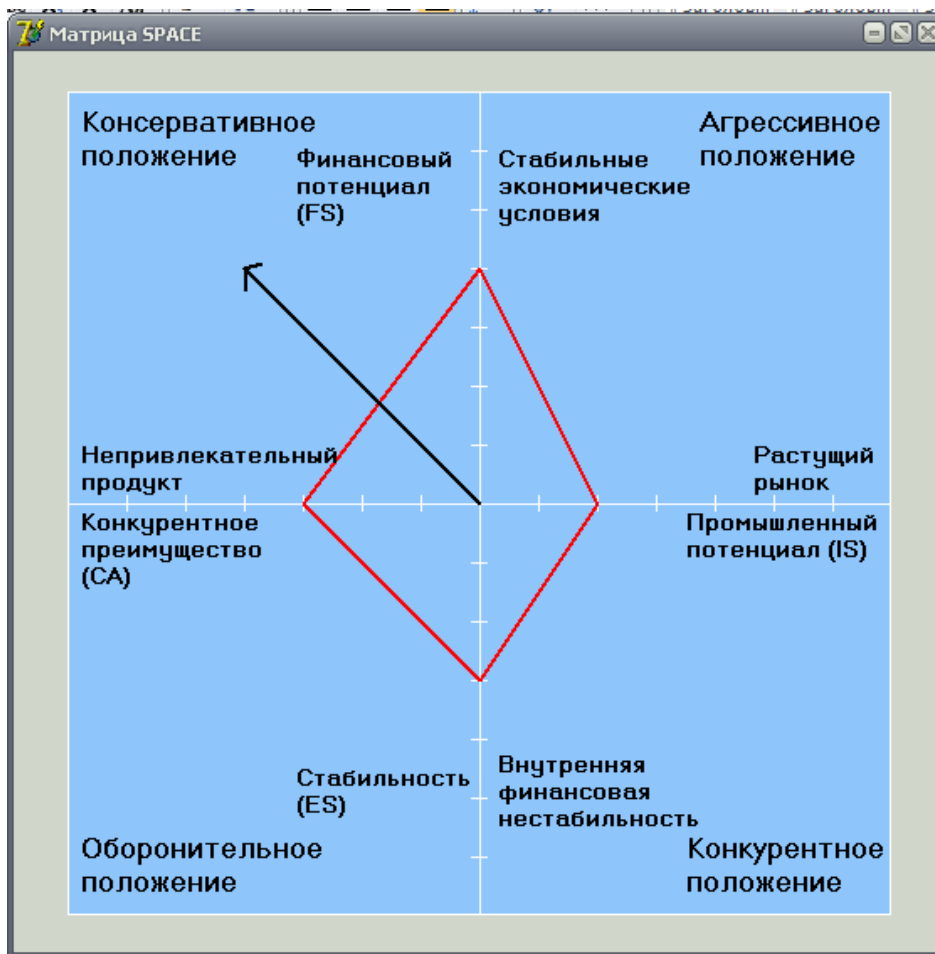 Матрица SPACE
Консервативное
положение
Финансовый
потенциал
(FS)
Стабильные
экономические
условия
Агрессивное
положение
Непривлекательный
продукт
Растущий
рынок
Конкурентное
преимущество
(CA)
Промышленный
потенциал (IS)
Стабильность
(ES)
Внутренняя
финансовая
нестабильность
Оборонительное
положение
Конкурентное
положение